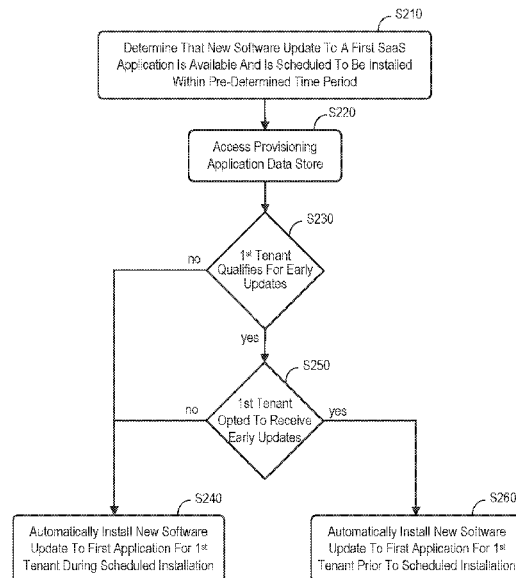 S210
Determine That New Software Update To A First SaaS
Application Is Available And Is Scheduled To Be Installed
Within Pre-Determined Time Period
S220
Access Provisioning
Application Data Store
S230
1st Tenant
Qualifies For Early
Updates
no
yes
S250
1st Tenant
Opted To Receive
Early Updates
no
yes
S240
Automatically Install New Software
Update To First Application For 1st
Tenant During Scheduled Installation
S260
Automatically Install New Software
Update To First Application For 1st
Tenant Prior To Scheduled Installation